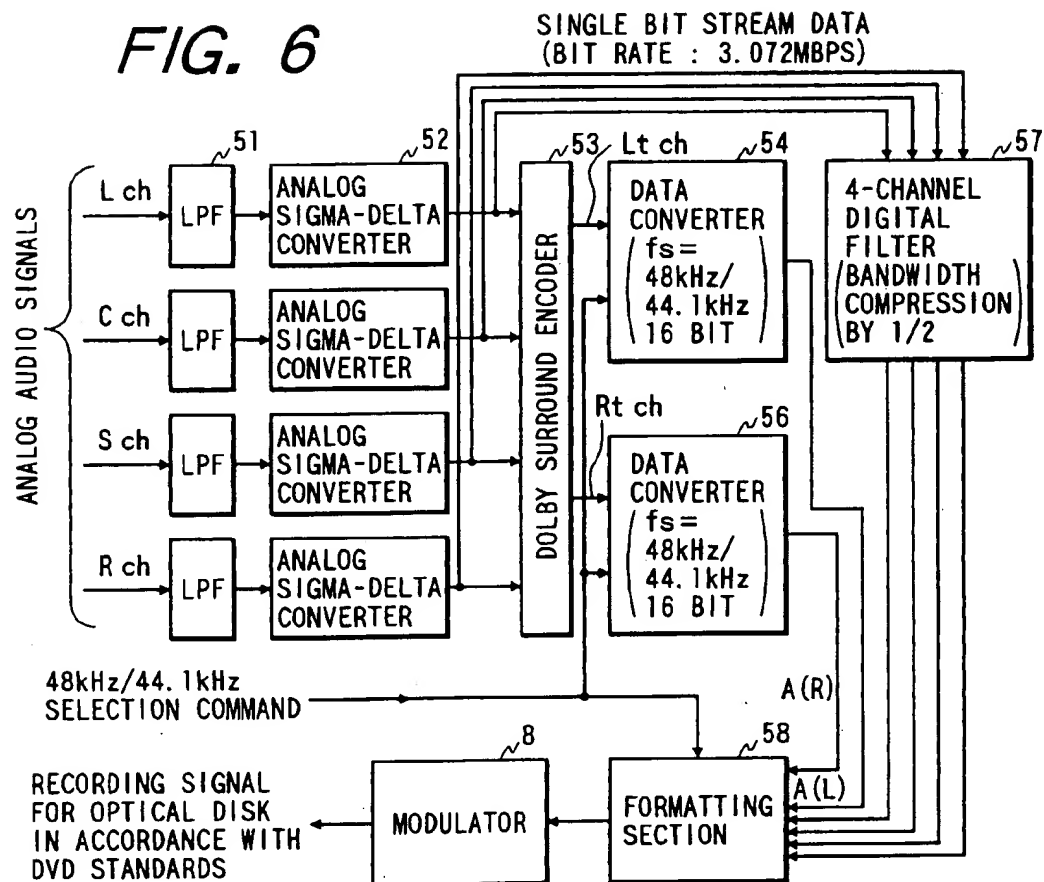 FIG. 6
SINGLE BIT STREAM DATA
(BIT RATE : 3.072MBPS)
ANALOG AUDIO SIGNALS
L ch
51
LPF
52
ANALOG
SIGMA-DELTA
CONVERTER
C ch
LPF
ANALOG
SIGMA-DELTA
CONVERTER
S ch
LPF
ANALOG
SIGMA-DELTA
CONVERTER
R ch
LPF
ANALOG
SIGMA-DELTA
CONVERTER
53
DOLBY SURROUND ENCODER
Lt ch
54
DATA
CONVERTER
( fs=
48kHz/
44.1kHz
16 BIT )
Rt ch
56
DATA
CONVERTER
( fs=
48kHz/
44.1kHz
16 BIT )
57
4-CHANNEL
DIGITAL
FILTER
( BANDWIDTH
COMPRESSION
BY 1/2 )
48kHz/44.1kHz
SELECTION COMMAND
A(R)
A(L)
58
FORMATTING
SECTION
8
MODULATOR
RECORDING SIGNAL
FOR OPTICAL DISK
IN ACCORDANCE WITH
DVD STANDARDS